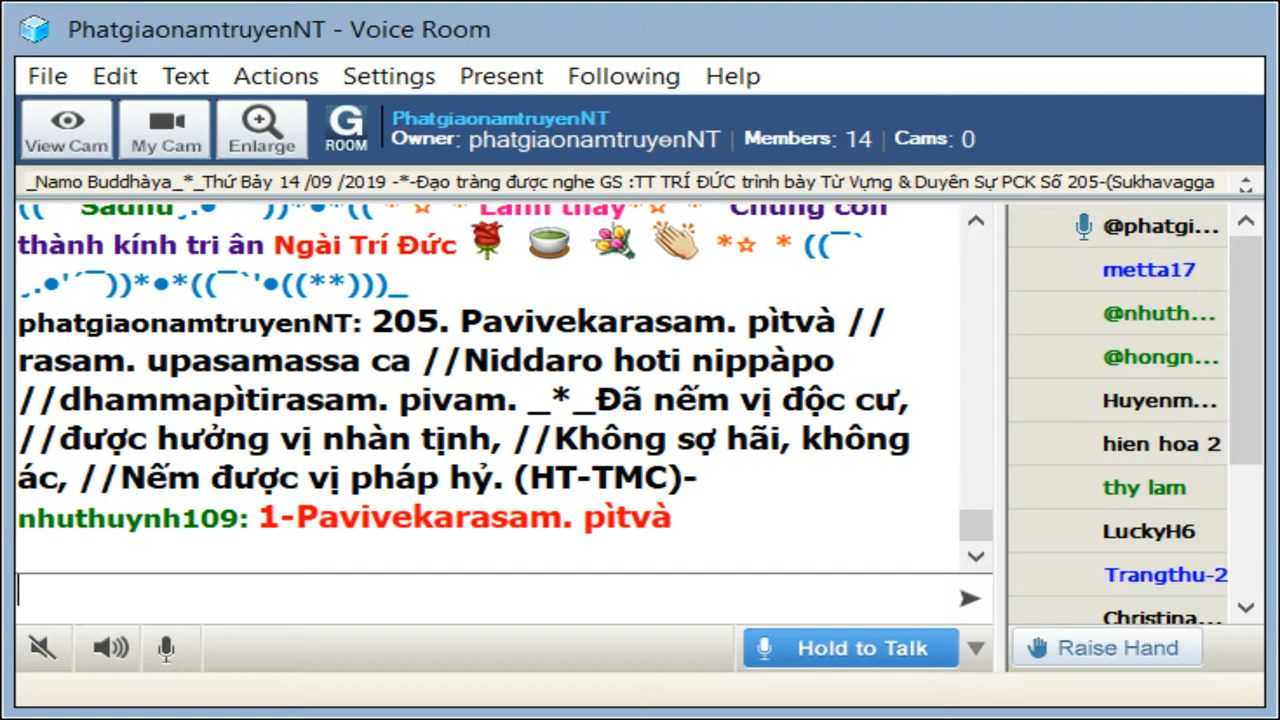 PhatgiaonamtruyenNT - Voice Room
File Edit Text Actions Settings Present Following Help
View Cam My Cam Enlarge G ROOM
PhatgiaonamtruyenNT
Owner: phatgiaonamtruyenNT | Members: 14 | Cams: 0
_Namo Buddhàya_*_Thứ Bảy 14 /09 /2019 -*-Đạo tràng được nghe GS :TT TRÍ ĐỨC trình bày Từ Vựng & Duyên Sự PCK Số 205-(Sukhavagga
Sadhu Lành thay Chúng con
thành kính tri ân Ngài Trí Đức *☆ * ((¯`
¸.●'´¯))*●*((¯`'●((**)))_
phatgiaonamtruyenNT: 205. Pavivekarasam. pìtvà //
rasam. upasamassa ca //Niddaro hoti nippàpo
//dhammapìtirasam. pivam. _*_Đã nếm vị độc cư,
//được hưởng vị nhàn tịnh, //Không sợ hãi, không
ác, //Nếm được vị pháp hỷ. (HT-TMC)-
nhuthuynh109: 1-Pavivekarasam. pìtvà
@phatgi...
metta17
@nhuth...
@hongn...
Huyenm...
hien hoa 2
thy lam
LuckyH6
Trangthu-2
Christina...
Hold to Talk
Raise Hand